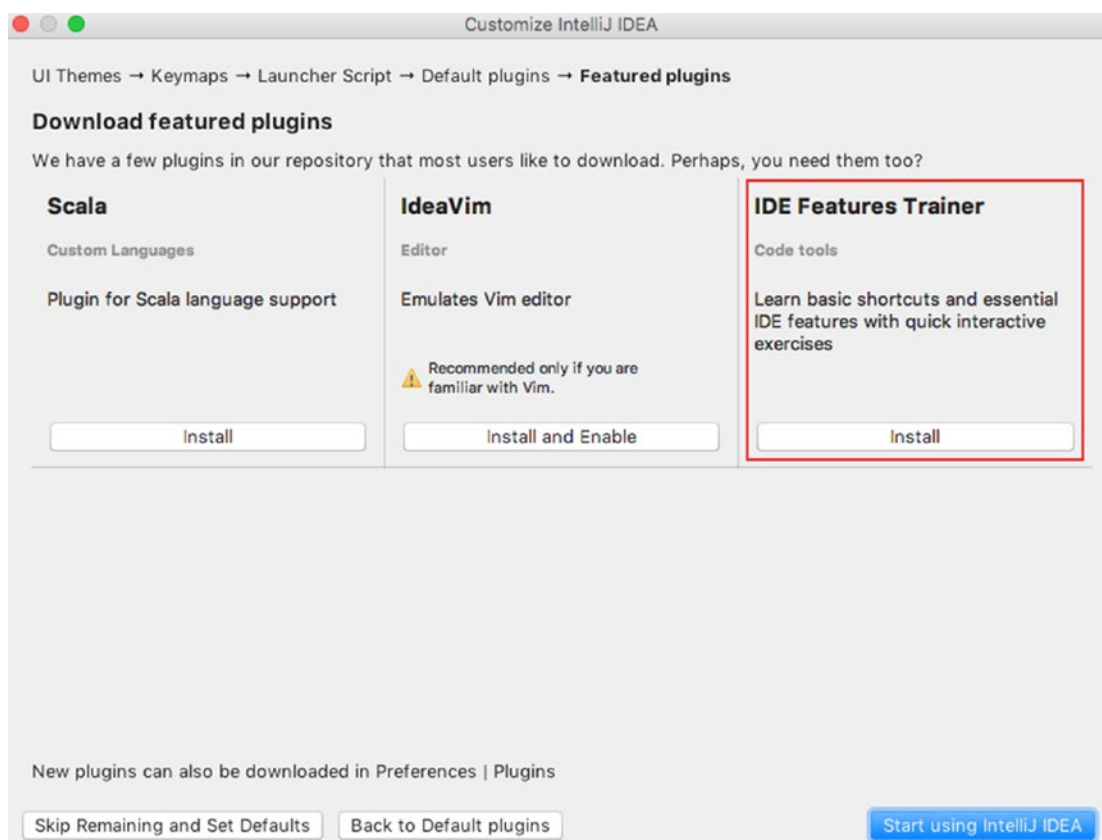 Customize IntelliJ IDEA
UI Themes → Keymaps → Launcher Script → Default plugins → Featured plugins
Download featured plugins
We have a few plugins in our repository that most users like to download. Perhaps, you need them too?
Scala
Custom Languages
Plugin for Scala language support
Install
IdeaVim
Editor
Emulates Vim editor
Recommended only if you are
familiar with Vim.
Install and Enable
IDE Features Trainer
Code tools
Learn basic shortcuts and essential
IDE features with quick interactive
exercises
Install
New plugins can also be downloaded in Preferences | Plugins
Skip Remaining and Set Defaults
Back to Default plugins
Start using IntelliJ IDEA